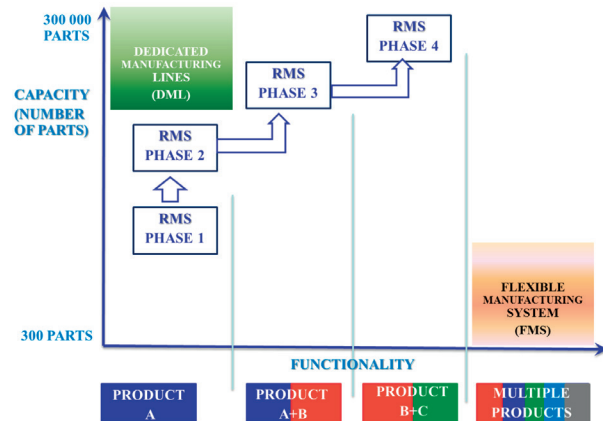 300 000
PARTS
CAPACITY
(NUMBER
OF PARTS)
DEDICATED
MANUFACTURING
LINES
(DML)
RMS
PHASE 4
RMS
PHASE 3
RMS
PHASE 2
RMS
PHASE 1
FLEXIBLE
MANUFACTURING
SYSTEM
(FMS)
300 PARTS
FUNCTIONALITY
PRODUCT
A
PRODUCT
A+B
PRODUCT
B+C
MULTIPLE
PRODUCTS